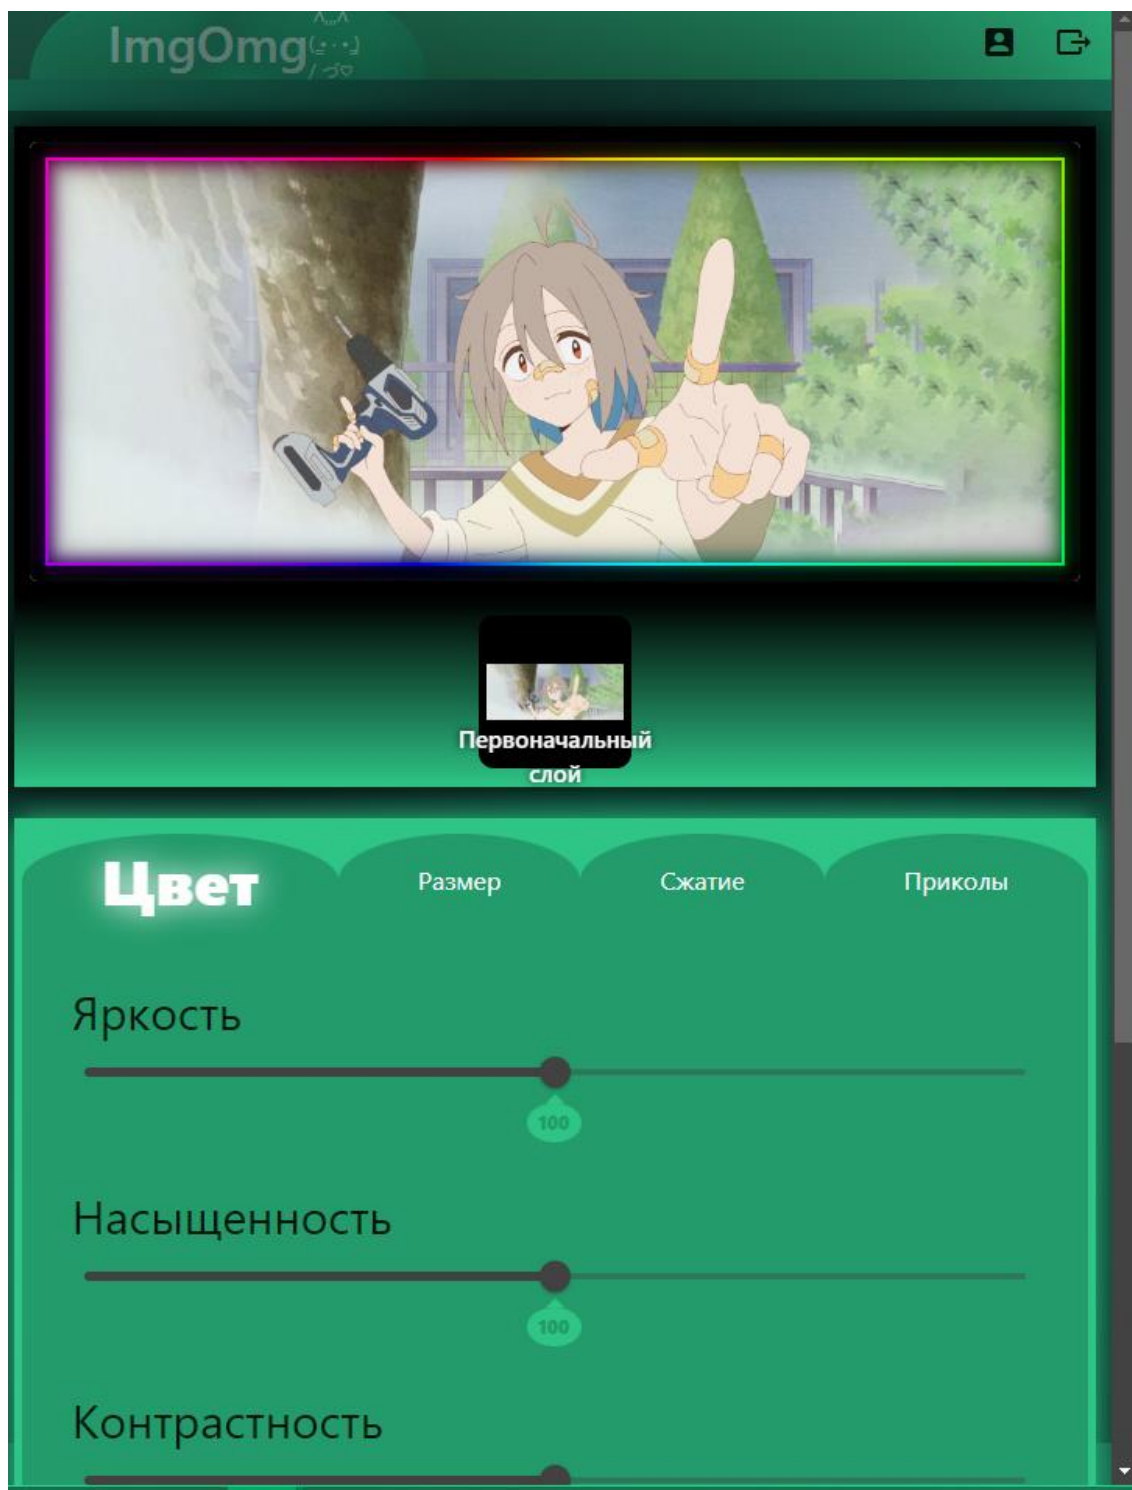 ImgOmg
Первоначальный
слой
Цвет Размер Сжатие Приколы
Яркость
100
Насыщенность
100
Контрастность